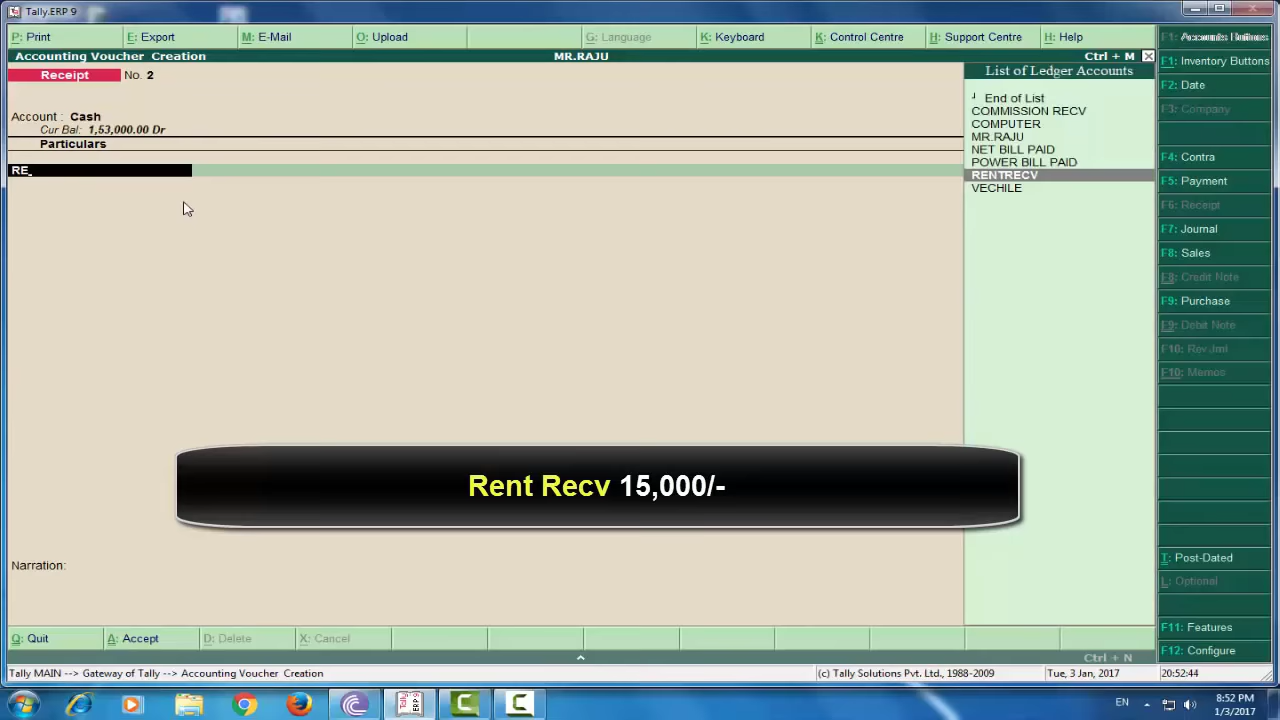 Tally.ERP 9
P: Print E: Export M: E-Mail O: Upload G: Language K: Keyboard K: Control Centre H: Support Centre H: Help
Accounting Voucher Creation MR.RAJU Ctrl + M
Receipt No. 2
Account : Cash
Cur Bal: 1,53,000.00 Dr
Particulars
RE
List of Ledger Accounts
End of List
COMMISSION RECV
COMPUTER
MR.RAJU
NET BILL PAID
POWER BILL PAID
RENTRECV
VECHILE
F1: Accounts Buttons
F1: Inventory Buttons
F2: Date
F3: Company
F4: Contra
F5: Payment
F6: Receipt
F7: Journal
F8: Sales
F8: Credit Note
F9: Purchase
F9: Debit Note
F10: Rev Jrnl
F10: Memos
T: Post-Dated
L: Optional
F11: Features
F12: Configure
Rent Recv 15,000/-
Narration:
Q: Quit A: Accept D: Delete X: Cancel
Ctrl + N
Tally MAIN --> Gateway of Tally --> Accounting Voucher Creation (c) Tally Solutions Pvt. Ltd., 1988-2009 Tue, 3 Jan, 2017 20:52:44
EN 8:52 PM
1/3/2017